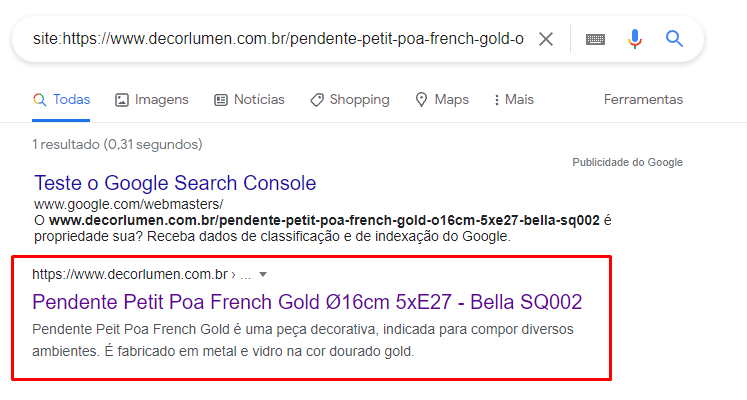 site:https://www.decorlumen.com.br/pendente-petit-poa-french-gold-o
Todas Imagens Notícias Shopping Maps Mais Ferramentas
1 resultado (0,31 segundos)
Publicidade do Google
Teste o Google Search Console
www.google.com/webmasters/
O www.decorlumen.com.br/pendente-petit-poa-french-gold-o16cm-5xe27-bella-sq002 é
propriedade sua? Receba dados de classificação e de indexação do Google.
https://www.decorlumen.com.br › ...
Pendente Petit Poa French Gold Ø16cm 5xE27 - Bella SQ002
Pendente Peit Poa French Gold é uma peça decorativa, indicada para compor diversos
ambientes. É fabricado em metal e vidro na cor dourado gold.